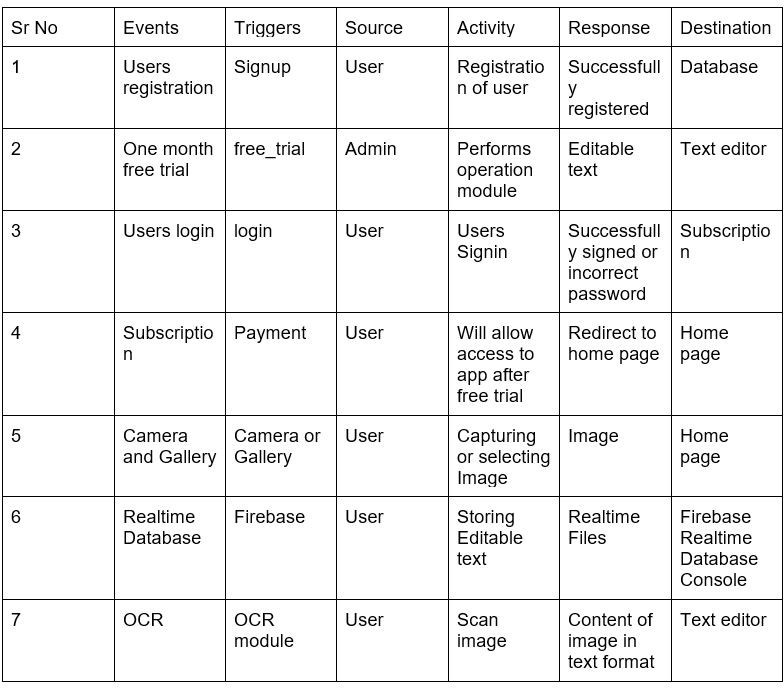 Sr No Events Triggers Source Activity Response Destination
1 Users Signup User Registratio Successfull Database
registration n of user y
registered
2 One month free_trial Admin Performs Editable Text editor
free trial operation text
module
3 Users login login User Users Successfull Subscriptio
Signin y signed or n
incorrect
password
4 Subscriptio Payment User Will allow Redirect to Home
n access to home page page
app after
free trial
5 Camera Camera or User Capturing Image Home
and Gallery Gallery or selecting page
Image
6 Realtime Firebase User Storing Realtime Firebase
Database Editable Files Realtime
text Database
Console
7 OCR OCR User Scan Content of Text editor
module image image in
text format